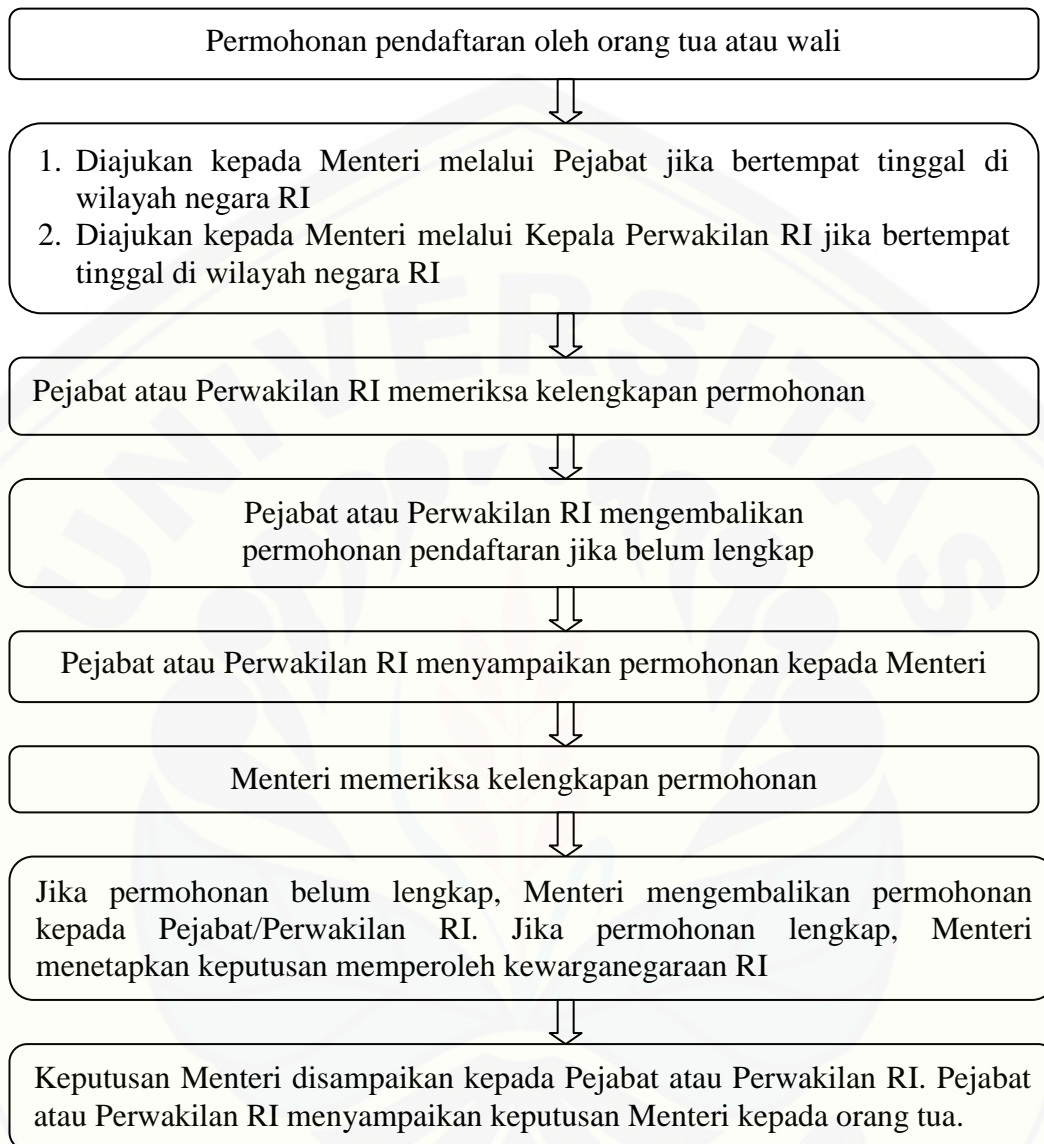 Permohonan pendaftaran oleh orang tua atau wali
1. Diajukan kepada Menteri melalui Pejabat jika bertempat tinggal di
wilayah negara RI
2. Diajukan kepada Menteri melalui Kepala Perwakilan RI jika bertempat
tinggal di wilayah negara RI
Pejabat atau Perwakilan RI memeriksa kelengkapan permohonan
Pejabat atau Perwakilan RI mengembalikan
permohonan pendaftaran jika belum lengkap
Pejabat atau Perwakilan RI menyampaikan permohonan kepada Menteri
Menteri memeriksa kelengkapan permohonan
Jika permohonan belum lengkap, Menteri mengembalikan permohonan
kepada Pejabat/Perwakilan RI. Jika permohonan lengkap, Menteri
menetapkan keputusan memperoleh kewarganegaraan RI
Keputusan Menteri disampaikan kepada Pejabat atau Perwakilan RI. Pejabat
atau Perwakilan RI menyampaikan keputusan Menteri kepada orang tua.
UNIVERSITAS